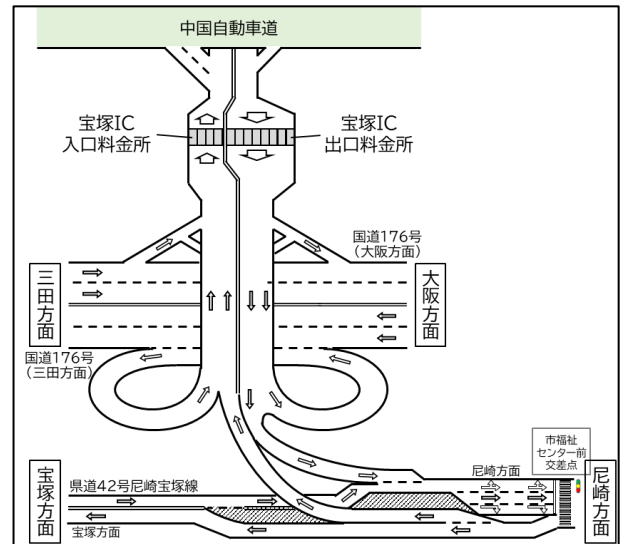 中国自動車道
宝塚IC
入口料金所
宝塚IC
出口料金所
国道176号
(大阪方面)
三田方面
大阪方面
国道176号
(三田方面)
市福祉
センター前
交差点
宝塚方面
県道42号尼崎宝塚線
尼崎方面
尼崎方面
宝塚方面